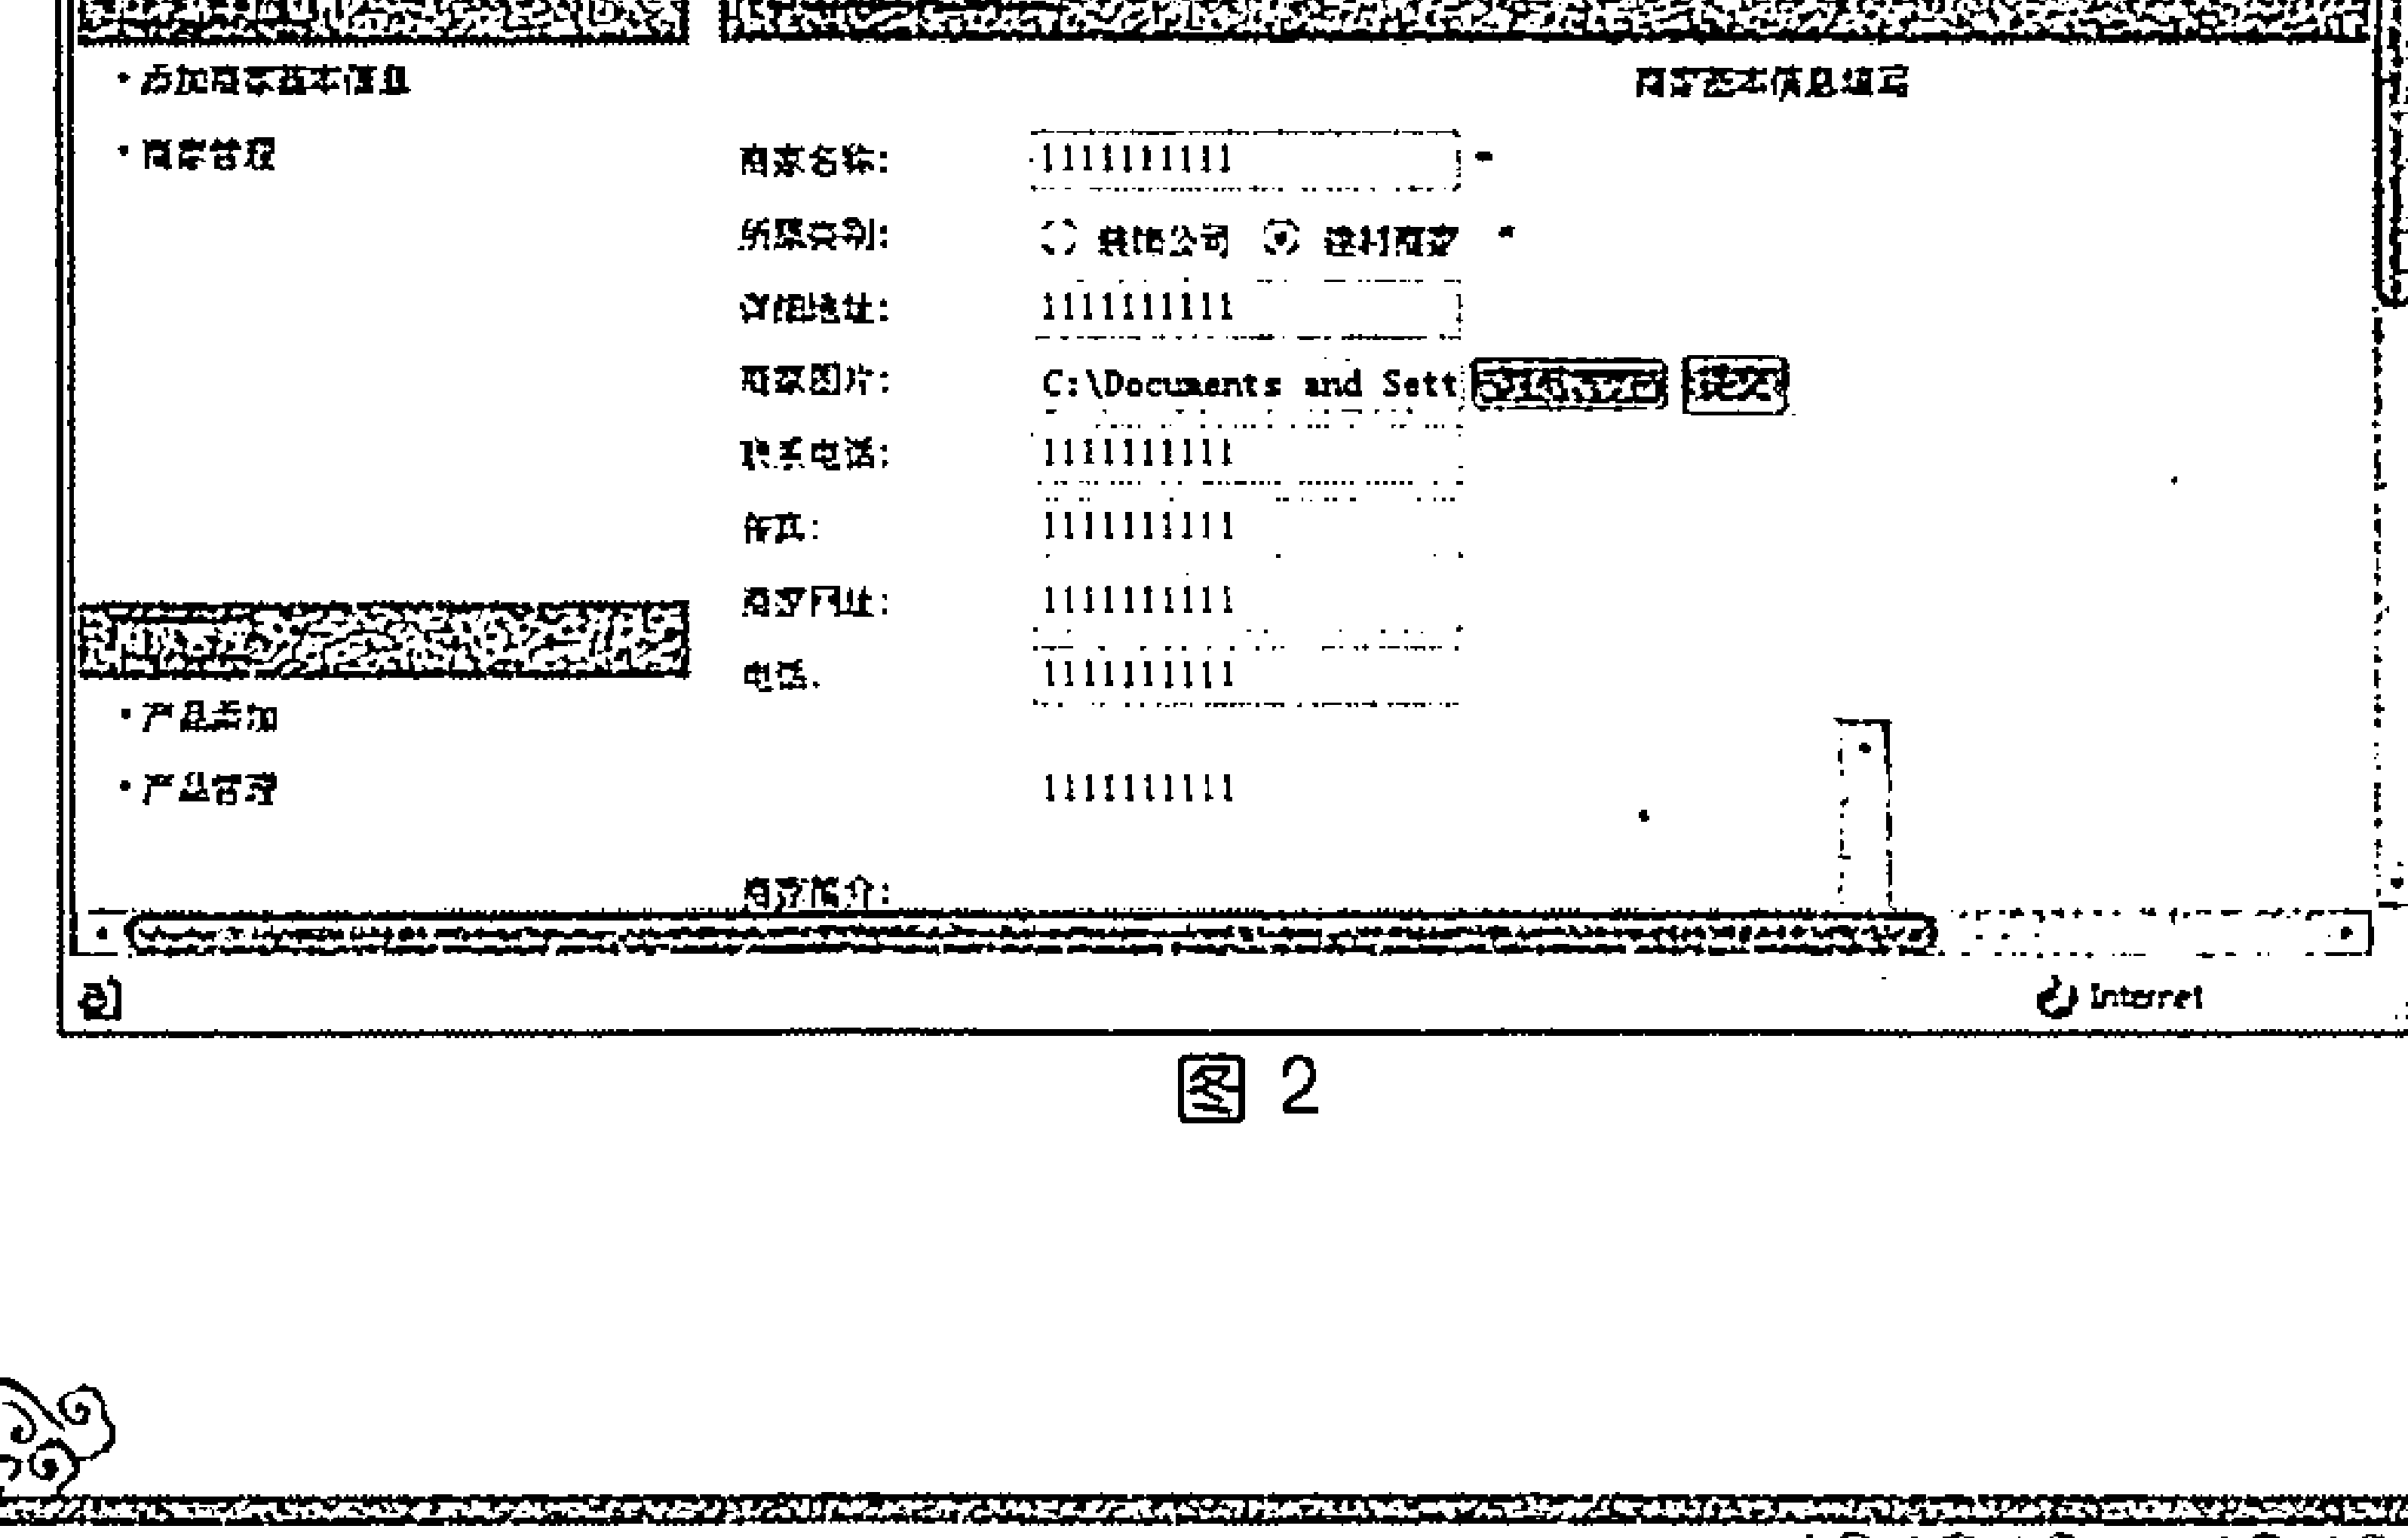 添加商家基本信息
商家管理
产品添加
产品管理
商家基本信息填写
商家名称: 1111111111 *
所属类别: 装饰公司 建材商家 *
详细地址: 1111111111
商家图片: C:\Documents and Sett 提交
联系电话: 1111111111
传真: 1111111111
商家网址: 1111111111
电话: 1111111111
1111111111
商家简介:
Internet
图 2